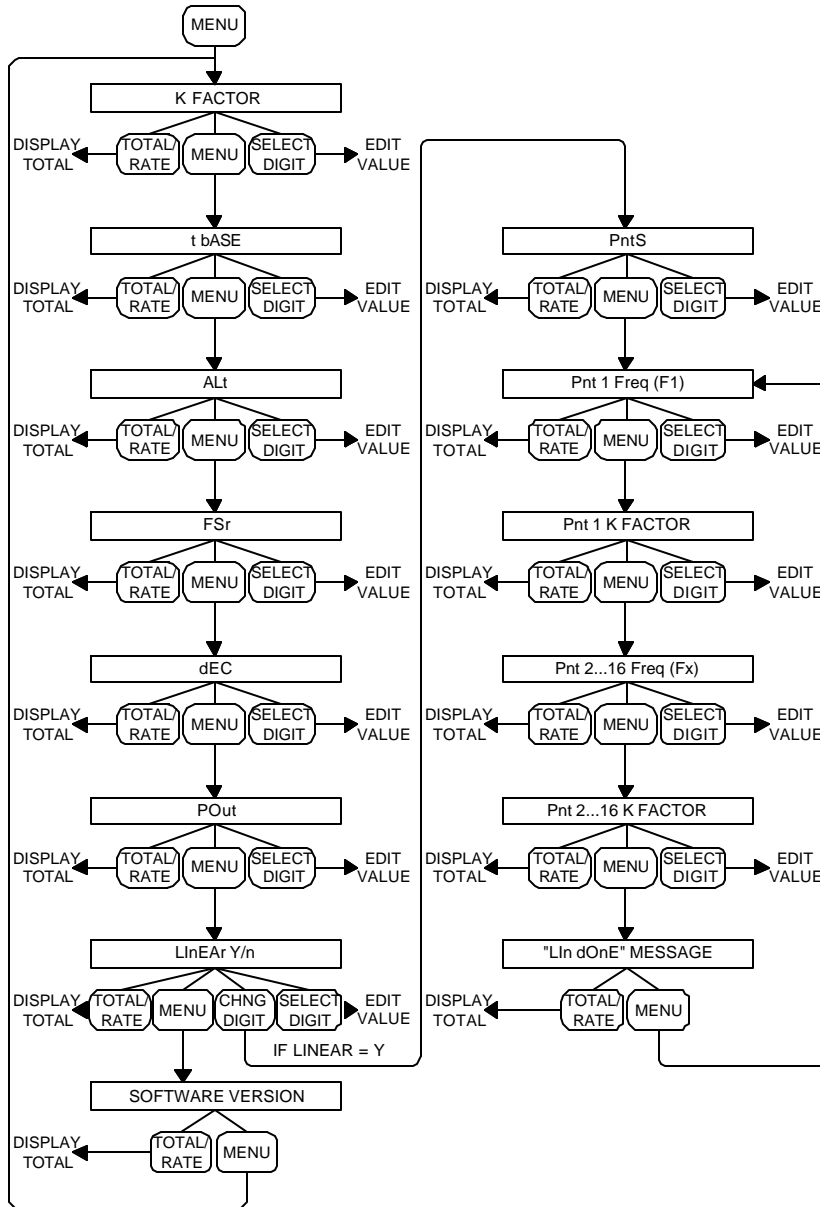 MENU
K FACTOR
DISPLAY TOTAL
TOTAL/ RATE
MENU
SELECT DIGIT
EDIT VALUE
t bASE
DISPLAY TOTAL
TOTAL/ RATE
MENU
SELECT DIGIT
EDIT VALUE
ALt
DISPLAY TOTAL
TOTAL/ RATE
MENU
SELECT DIGIT
EDIT VALUE
FSr
DISPLAY TOTAL
TOTAL/ RATE
MENU
SELECT DIGIT
EDIT VALUE
dEC
DISPLAY TOTAL
TOTAL/ RATE
MENU
SELECT DIGIT
EDIT VALUE
POut
DISPLAY TOTAL
TOTAL/ RATE
MENU
SELECT DIGIT
EDIT VALUE
LInEAr Y/n
DISPLAY TOTAL
TOTAL/ RATE
MENU
CHNG DIGIT
SELECT DIGIT
EDIT VALUE
IF LINEAR = Y
SOFTWARE VERSION
DISPLAY TOTAL
TOTAL/ RATE
MENU
PntS
DISPLAY TOTAL
TOTAL/ RATE
MENU
SELECT DIGIT
EDIT VALUE
Pnt 1 Freq (F1)
DISPLAY TOTAL
TOTAL/ RATE
MENU
SELECT DIGIT
EDIT VALUE
Pnt 1 K FACTOR
DISPLAY TOTAL
TOTAL/ RATE
MENU
SELECT DIGIT
EDIT VALUE
Pnt 2...16 Freq (Fx)
DISPLAY TOTAL
TOTAL/ RATE
MENU
SELECT DIGIT
EDIT VALUE
Pnt 2...16 K FACTOR
DISPLAY TOTAL
TOTAL/ RATE
MENU
SELECT DIGIT
EDIT VALUE
"LIn dOnE" MESSAGE
DISPLAY TOTAL
TOTAL/ RATE
MENU